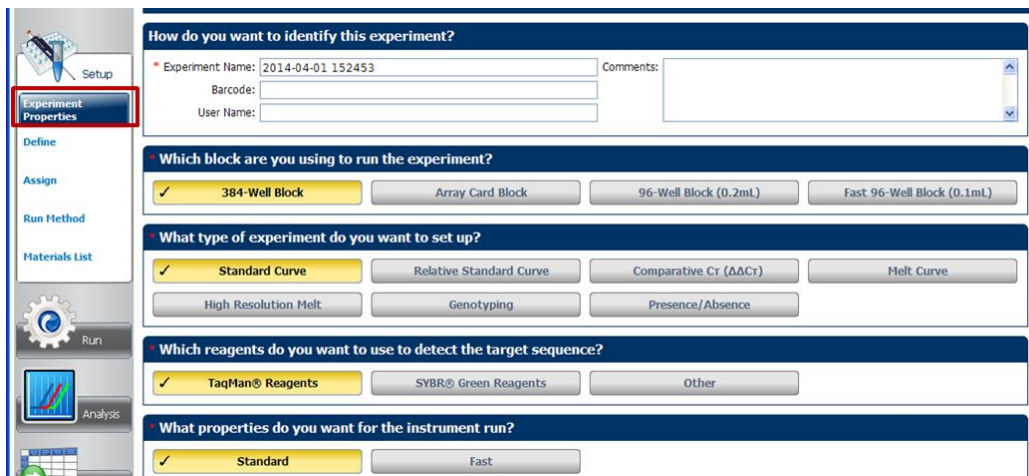 Setup
Experiment
Properties
Define
Assign
Run Method
Materials List
Run
Analysis
How do you want to identify this experiment?
* Experiment Name: 2014-04-01 152453
Comments:
Barcode:
User Name:
* Which block are you using to run the experiment?
✓ 384-Well Block
Array Card Block
96-Well Block (0.2mL)
Fast 96-Well Block (0.1mL)
* What type of experiment do you want to set up?
✓ Standard Curve
Relative Standard Curve
Comparative Cᴛ (ΔΔCᴛ)
Melt Curve
High Resolution Melt
Genotyping
Presence/Absence
* Which reagents do you want to use to detect the target sequence?
✓ TaqMan® Reagents
SYBR® Green Reagents
Other
* What properties do you want for the instrument run?
✓ Standard
Fast